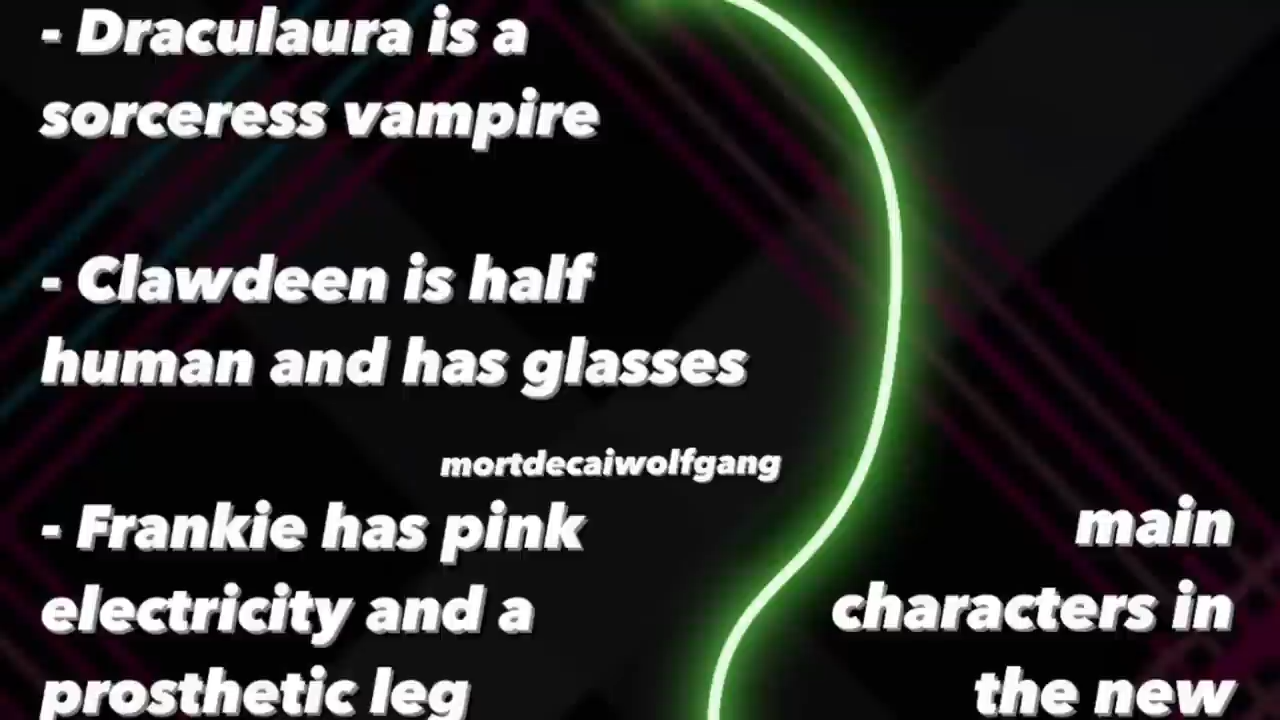 - Draculaura is a
sorceress vampire
- Clawdeen is half
human and has glasses
mortdecaiwolfgang
- Frankie has pink
electricity and a
prosthetic leg
main
characters in
the new